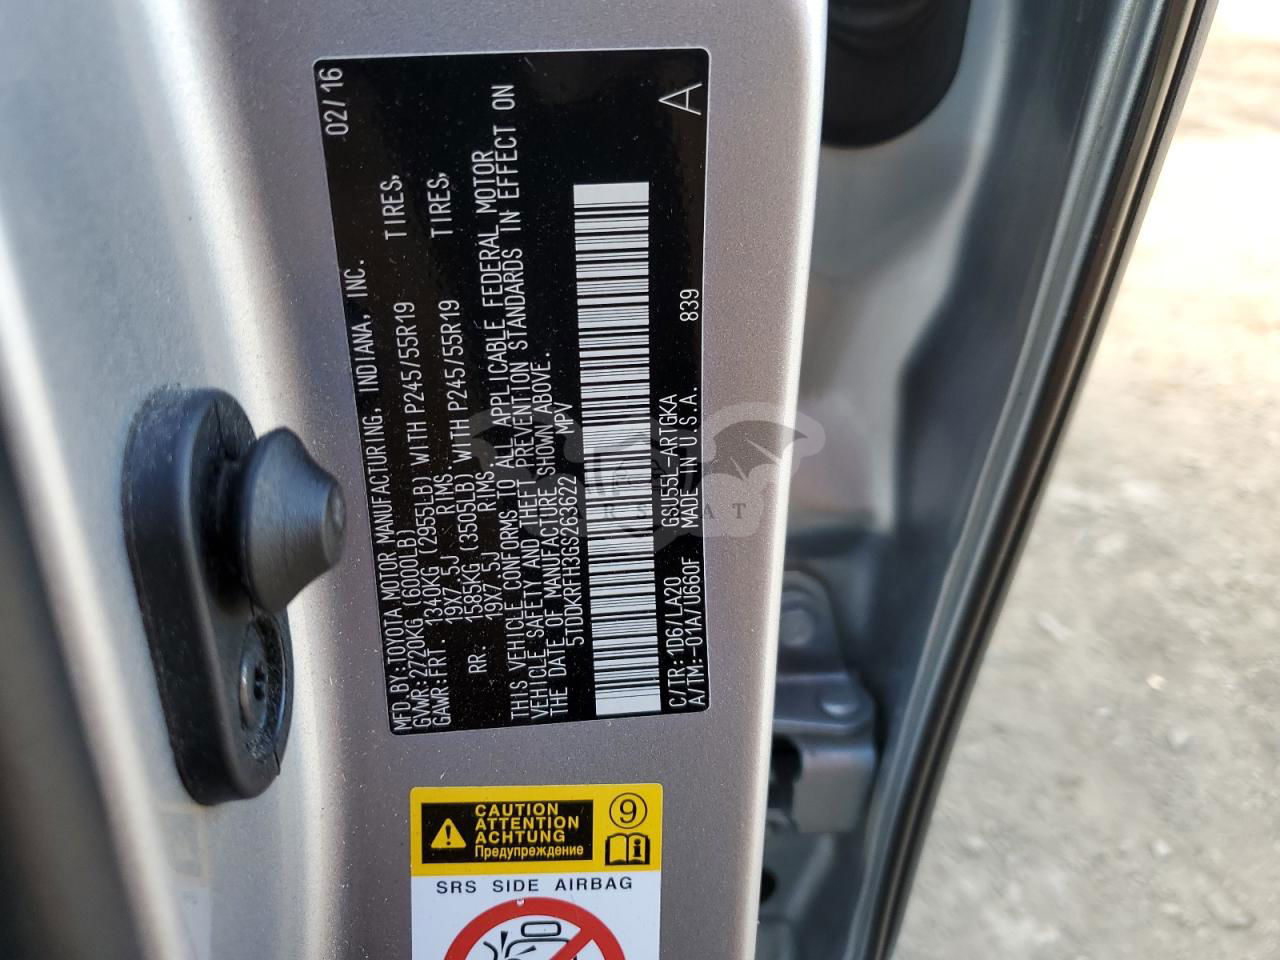 MFD. BY: TOYOTA MOTOR MANUFACTURING, INDIANA, INC. 02/16
GVWR: 2720KG (6000LB)
GAWR: FRT. 1340KG (2955LB) WITH P245/55R19 TIRES,
19X7.5J RIMS.
RR. 1585KG (3505LB) WITH P245/55R19 TIRES,
19X7.5J RIMS.
THIS VEHICLE CONFORMS TO ALL APPLICABLE FEDERAL MOTOR
VEHICLE SAFETY AND THEFT PREVENTION STANDARDS IN EFFECT ON
THE DATE OF MANUFACTURE SHOWN ABOVE.
5TDDKRFH3GS263622 MPV
C/TR: 1D6/LA20 GSU55L-ARTGKA
A/TM: -01A/U660F MADE IN U.S.A. 839 A
CAUTION
ATTENTION
ACHTUNG
Предупреждение
9
i
SRS SIDE AIRBAG